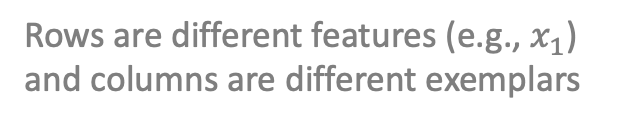 Rows are different features (e.g., x₁)
and columns are different exemplars